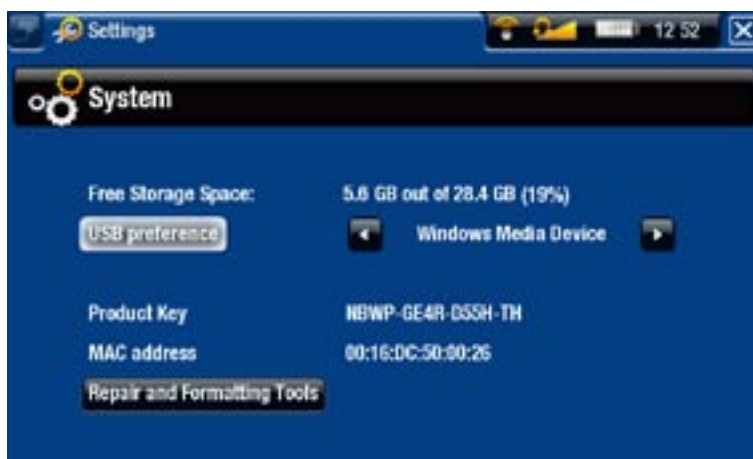 Settings 12 52
System
Free Storage Space: 5.6 GB out of 28.4 GB (19%)
USB preference Windows Media Device
Product Key NBWP-GE4R-D55H-TH
MAC address 00:16:DC:50:00:26
Repair and Formatting Tools